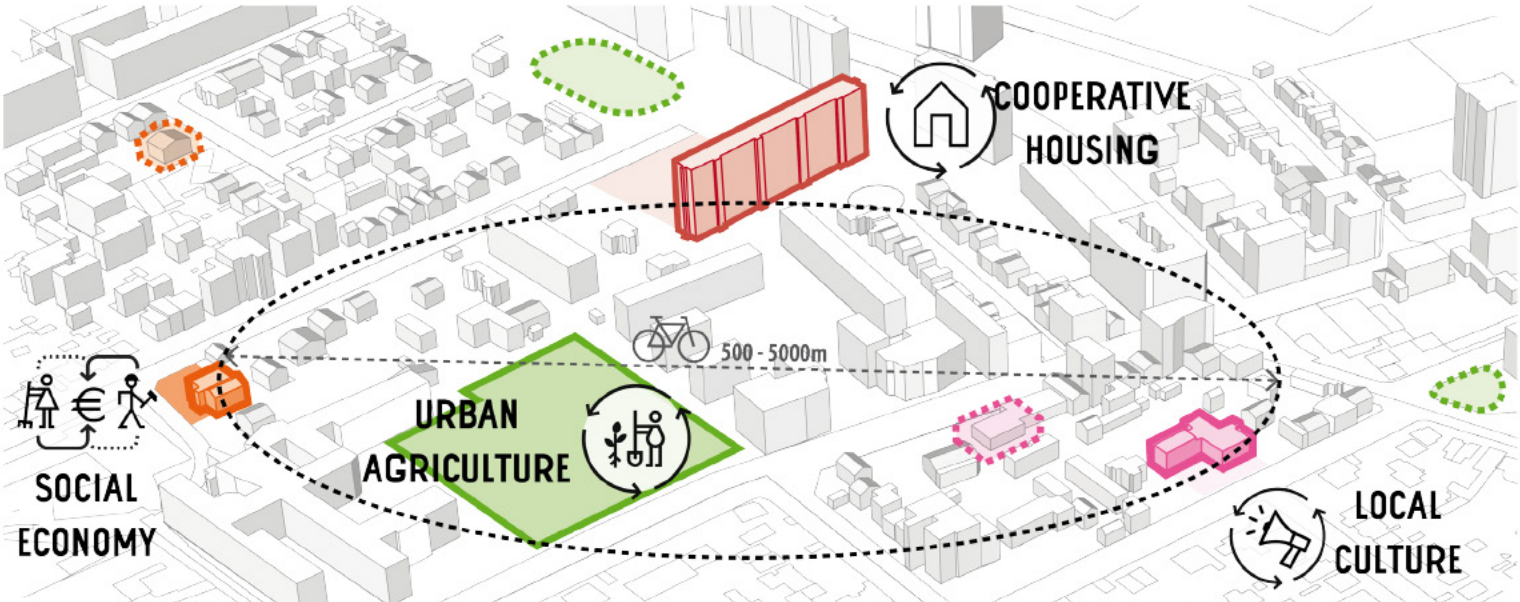 COOPERATIVE
HOUSING
500 - 5000m
URBAN
AGRICULTURE
€
SOCIAL
ECONOMY
LOCAL
CULTURE